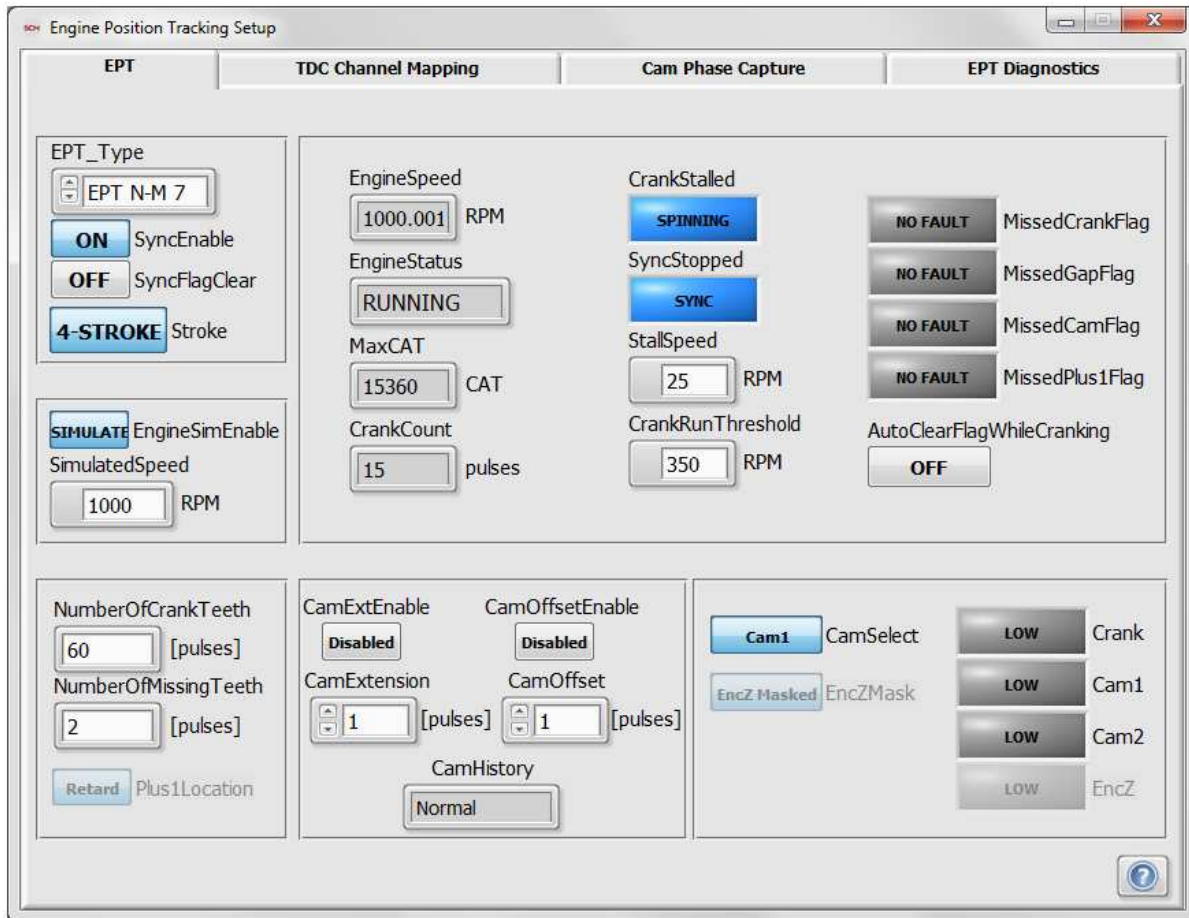 Engine Position Tracking Setup
EPT
TDC Channel Mapping
Cam Phase Capture
EPT Diagnostics
EPT_Type
EPT N-M 7
ON SyncEnable
OFF SyncFlagClear
4-STROKE Stroke
SIMULATE EngineSimEnable
SimulatedSpeed
1000 RPM
EngineSpeed
1000.001 RPM
EngineStatus
RUNNING
MaxCAT
15360 CAT
CrankCount
15 pulses
CrankStalled
SPINNING
SyncStopped
SYNC
StallSpeed
25 RPM
CrankRunThreshold
350 RPM
NO FAULT MissedCrankFlag
NO FAULT MissedGapFlag
NO FAULT MissedCamFlag
NO FAULT MissedPlus1Flag
AutoClearFlagWhileCranking
OFF
NumberOfCrankTeeth
60 [pulses]
NumberOfMissingTeeth
2 [pulses]
Retard Plus1Location
CamExtEnable
Disabled
CamOffsetEnable
Disabled
CamExtension
1 [pulses]
CamOffset
1 [pulses]
CamHistory
Normal
Cam1 CamSelect
EncZ Masked EncZMask
LOW Crank
LOW Cam1
LOW Cam2
LOW EncZ